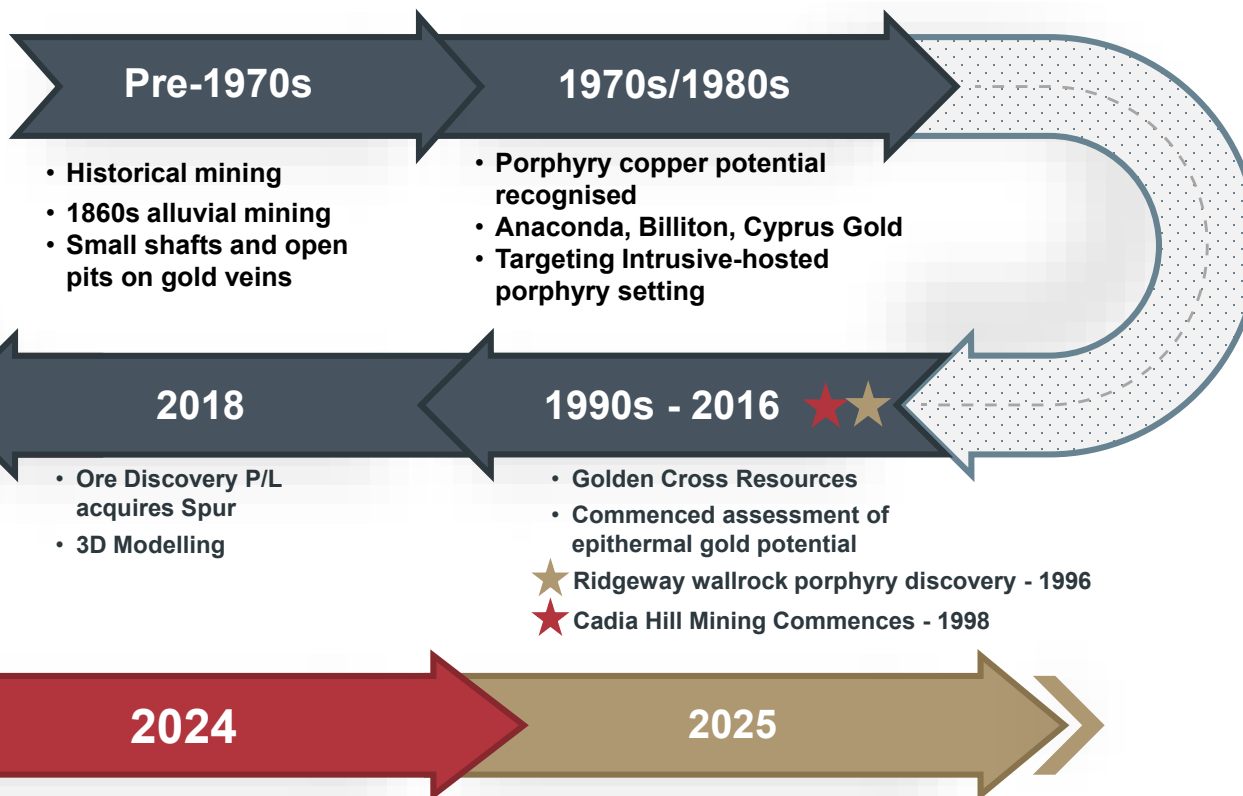 Pre-1970s
• Historical mining
• 1860s alluvial mining
• Small shafts and open
pits on gold veins
1970s/1980s
• Porphyry copper potential
recognised
• Anaconda, Billiton, Cyprus Gold
• Targeting Intrusive-hosted
porphyry setting
1990s - 2016
• Golden Cross Resources
• Commenced assessment of
epithermal gold potential
Ridgeway wallrock porphyry discovery - 1996
Cadia Hill Mining Commences - 1998
2018
• Ore Discovery P/L
acquires Spur
• 3D Modelling
2024
2025